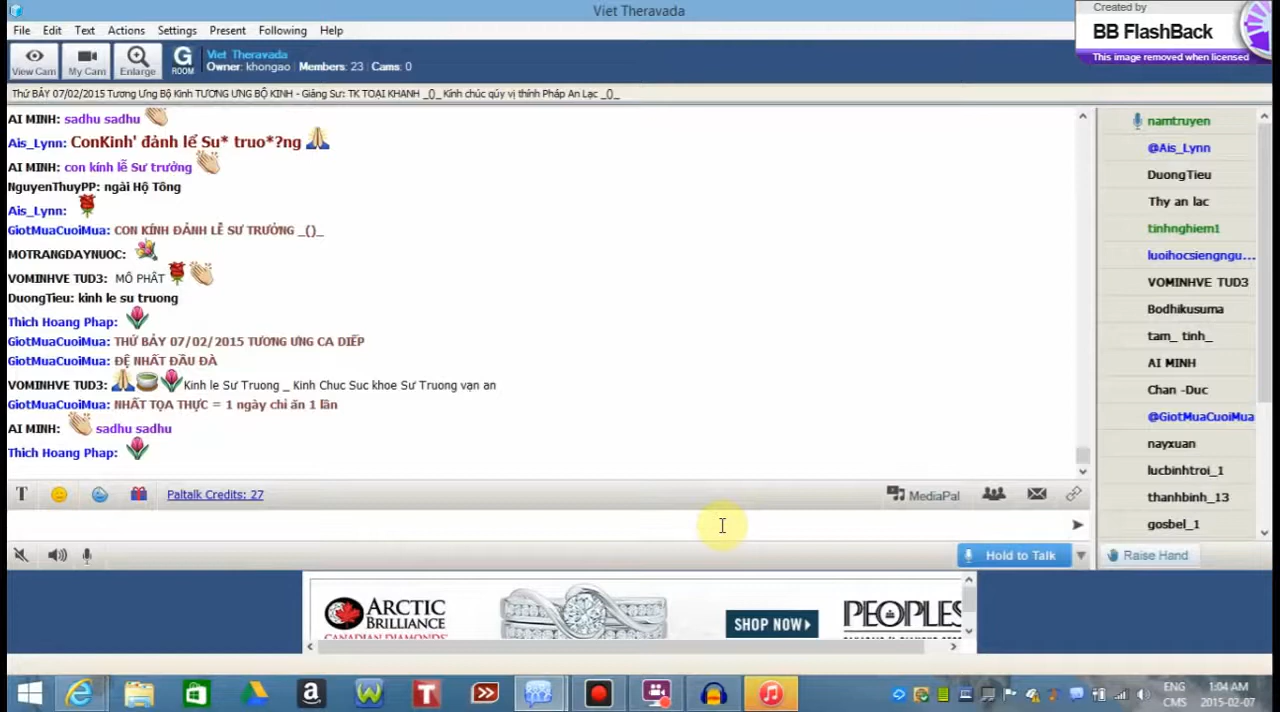 Viet Theravada
Created by
BB FlashBack
This image removed when licensed
File Edit Text Actions Settings Present Following Help
View Cam My Cam Enlarge G ROOM
Viet Theravada
Owner: khongao Members: 23 Cams: 0
Thứ BẢY 07/02/2015 Tương Ưng Bộ Kinh TƯƠNG ƯNG BỘ KINH - Giảng Sư: TK TOẠI KHANH _()_ Kính chúc qúy vị thính Pháp An Lạc _()_
AI MINH: sadhu sadhu
Ais_Lynn: ConKinh' đảnh lể Su* truo*?ng
AI MINH: con kính lễ Sư trưởng
NguyenThuyPP: ngài Hộ Tông
Ais_Lynn:
GiotMuaCuoiMua: CON KÍNH ĐẢNH LỄ SƯ TRƯỞNG _()_
MOTRANGDAYNUOC:
VOMINHVE TUD3: MÔ PHẤT
DuongTieu: kinh le su truong
Thich Hoang Phap:
GiotMuaCuoiMua: THỨ BẢY 07/02/2015 TƯƠNG ƯNG CA DIẾP
GiotMuaCuoiMua: ĐỆ NHẤT ĐẦU ĐÀ
VOMINHVE TUD3: Kinh le Sư Truong _ Kinh Chuc Suc khoe Sư Truong vạn an
GiotMuaCuoiMua: NHẤT TỌA THỰC = 1 ngày chỉ ăn 1 lần
AI MINH: sadhu sadhu
Thich Hoang Phap:
namtruyen
@Ais_Lynn
DuongTieu
Thy an lac
tinhnghiem1
luoihocsiengngu...
VOMINHVE TUD3
Bodhikusuma
tam_ tinh_
AI MINH
Chan -Duc
@GiotMuaCuoiMua
nayxuan
lucbinhtroi_1
thanhbinh_13
gosbel_1
T Paltalk Credits: 27 MediaPal
Hold to Talk Raise Hand
ARCTIC BRILLIANCE
CANADIAN DIAMONDS
SHOP NOW
PEOPLES
ENG 1:04 AM
CMS 2015-02-07